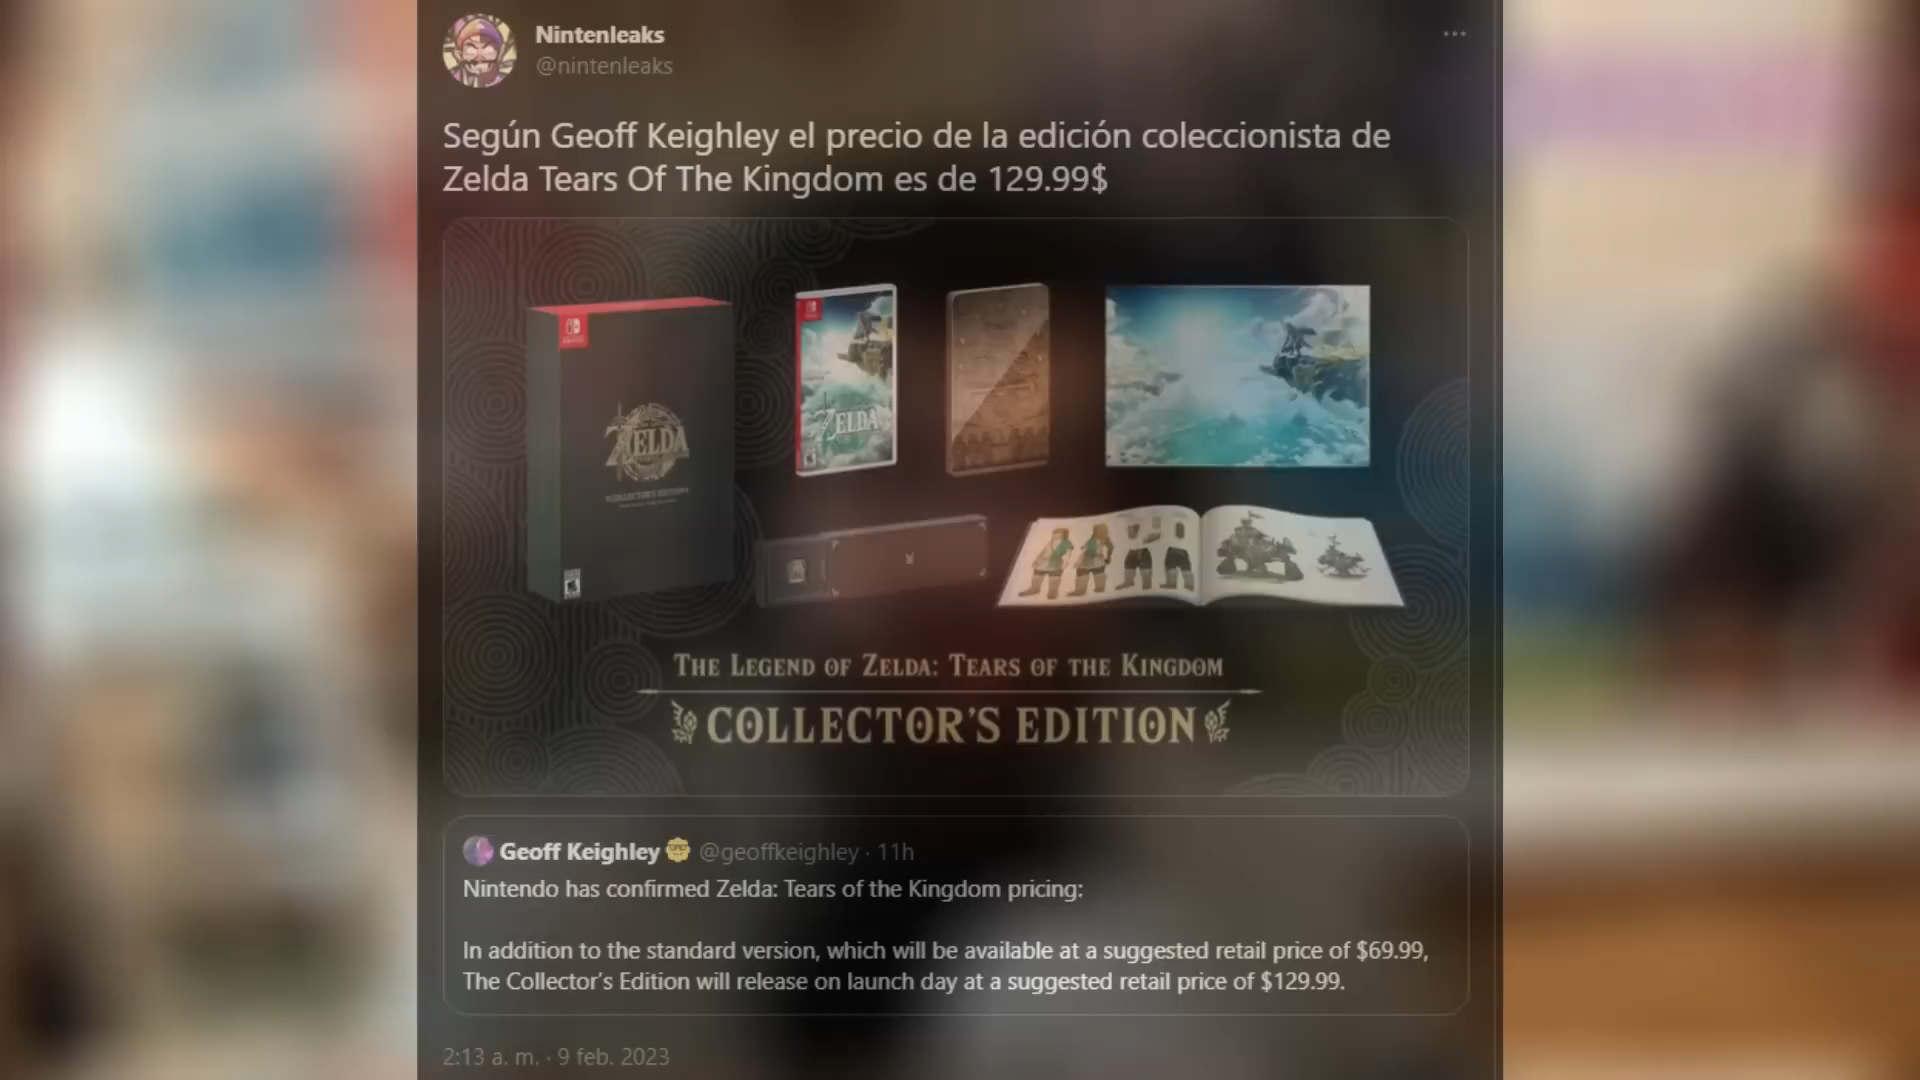 Nintenleaks
@nintenleaks
Según Geoff Keighley el precio de la edición coleccionista de
Zelda Tears Of The Kingdom es de 129.99$
ZELDA
COLLECTOR'S EDITION
ZELDA
THE LEGEND OF ZELDA: TEARS OF THE KINGDOM
COLLECTOR'S EDITION
Geoff Keighley @geoffkeighley · 11h
Nintendo has confirmed Zelda: Tears of the Kingdom pricing:
In addition to the standard version, which will be available at a suggested retail price of $69.99,
The Collector's Edition will release on launch day at a suggested retail price of $129.99.
2:13 a. m. · 9 feb. 2023